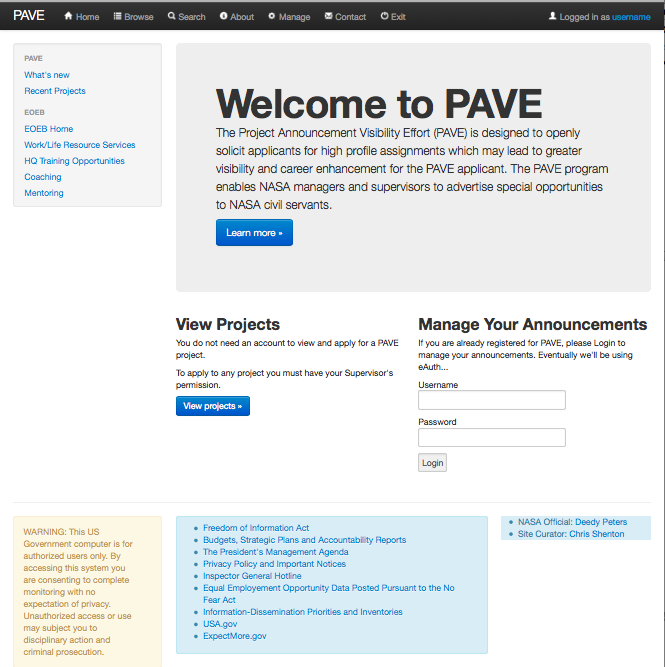 PAVE Home Browse Search About Manage Contact Exit Logged in as username
PAVE
What's new
Recent Projects
EOEB
EOEB Home
Work/Life Resource Services
HQ Training Opportunities
Coaching
Mentoring
Welcome to PAVE
The Project Announcement Visibility Effort (PAVE) is designed to openly
solicit applicants for high profile assignments which may lead to greater
visibility and career enhancement for the PAVE applicant. The PAVE program
enables NASA managers and supervisors to advertise special opportunities
to NASA civil servants.
Learn more »
View Projects
You do not need an account to view and apply for a PAVE
project.
To apply to any project you must have your Supervisor's
permission.
View projects »
Manage Your Announcements
If you are already registered for PAVE, please Login to
manage your announcements. Eventually we'll be using
eAuth...
Username
Password
Login
WARNING: This US
Government computer is for
authorized users only. By
accessing this system you
are consenting to complete
monitoring with no
expectation of privacy.
Unauthorized access or use
may subject you to
disciplinary action and
criminal prosecution.
Freedom of Information Act
Budgets, Strategic Plans and Accountability Reports
The President's Management Agenda
Privacy Policy and Important Notices
Inspector General Hotline
Equal Employement Opportunity Data Posted Pursuant to the No
Fear Act
Information-Dissemination Priorities and Inventories
USA.gov
ExpectMore.gov
NASA Official: Deedy Peters
Site Curator: Chris Shenton